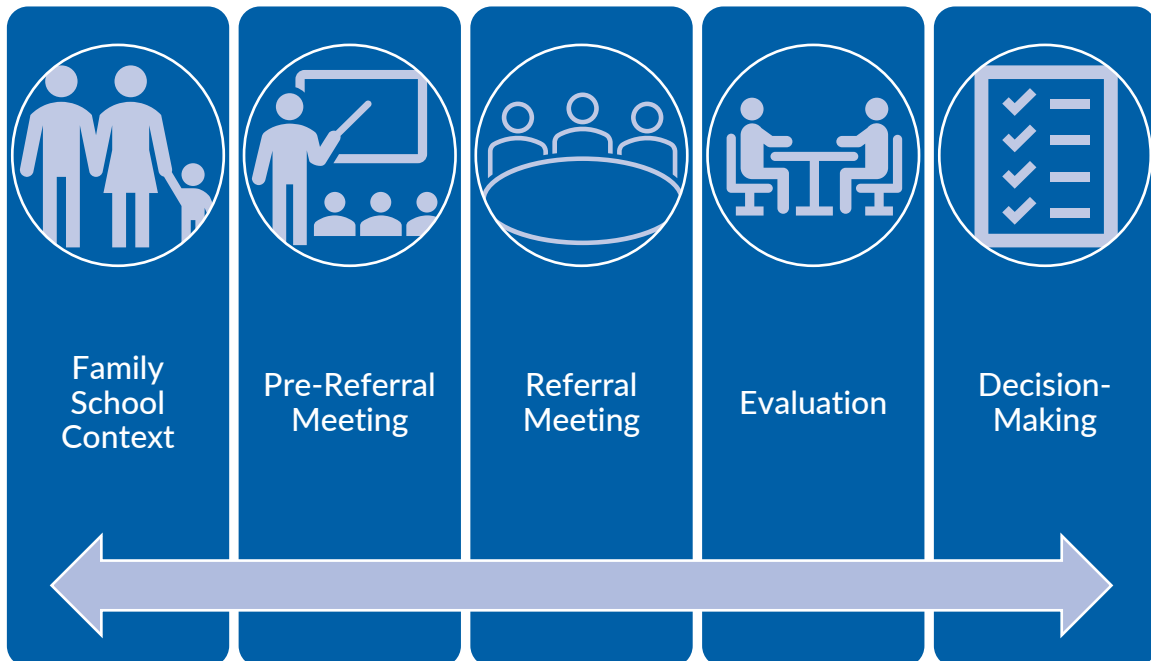 Family
School
Context
Pre-Referral
Meeting
Referral
Meeting
Evaluation
Decision-
Making